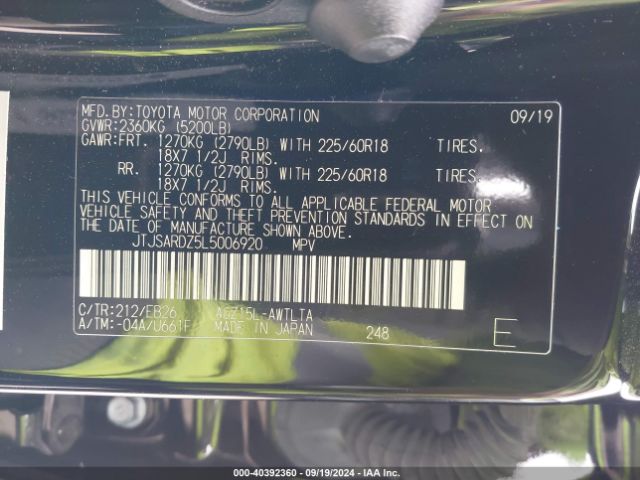 MFD.BY:TOYOTA MOTOR CORPORATION 09/19
GVWR:2360KG (5200LB)
GAWR:FRT. 1270KG (2790LB) WITH 225/60R18 TIRES.
18X7 1/2J RIMS.
RR. 1270KG (2790LB) WITH 225/60R18 TIRES.
18X7 1/2J RIMS.
THIS VEHICLE CONFORMS TO ALL APPLICABLE FEDERAL MOTOR
VEHICLE SAFETY AND THEFT PREVENTION STANDARDS IN EFFECT ON
THE DATE OF MANUFACTURE SHOWN ABOVE.
JTJSARDZ5L5006920 MPV
C/TR:212/EB26 AGZ15L-AWTLTA
A/TM:-04A/U661F MADE IN JAPAN 248 E
000-40392360 - 09/19/2024 - IAA Inc.